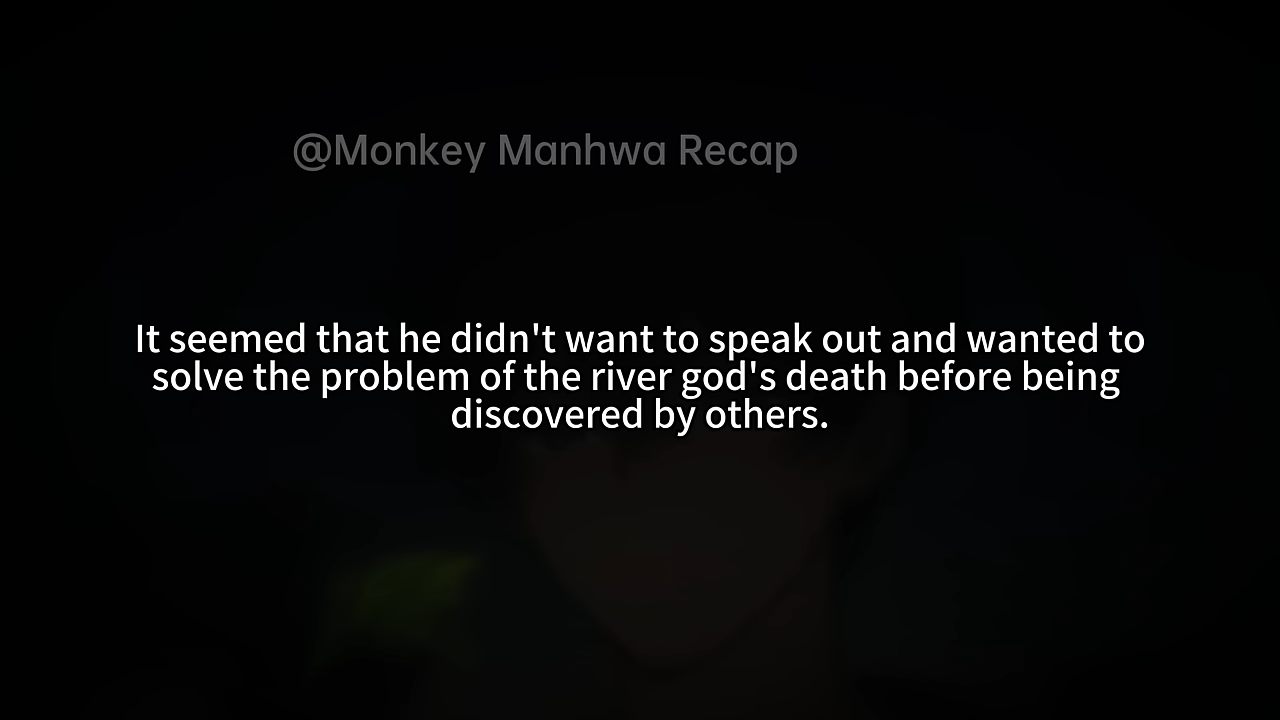 @Monkey Manhwa Recap
It seemed that he didn't want to speak out and wanted to
solve the problem of the river god's death before being
discovered by others.